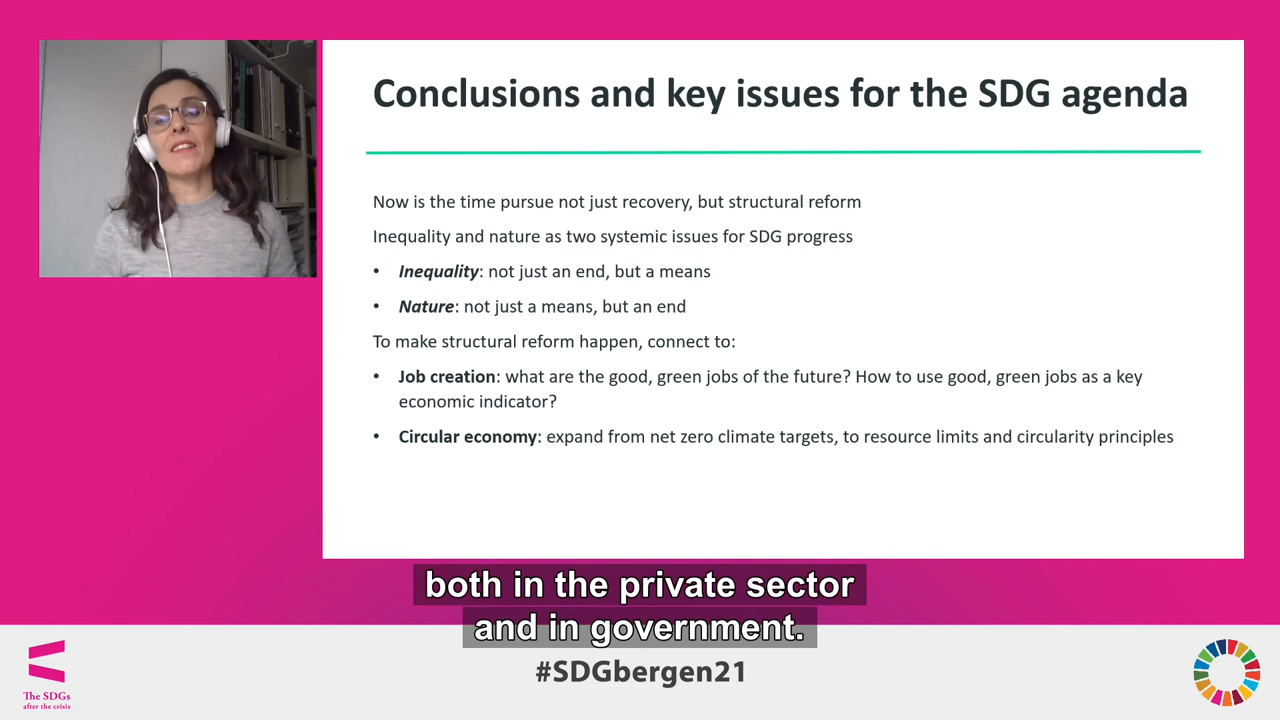 Conclusions and key issues for the SDG agenda
Now is the time pursue not just recovery, but structural reform
Inequality and nature as two systemic issues for SDG progress
• Inequality: not just an end, but a means
• Nature: not just a means, but an end
To make structural reform happen, connect to:
• Job creation: what are the good, green jobs of the future? How to use good, green jobs as a key
economic indicator?
• Circular economy: expand from net zero climate targets, to resource limits and circularity principles
both in the private sector
and in government.
#SDGbergen21
The SDGs
after the crisis